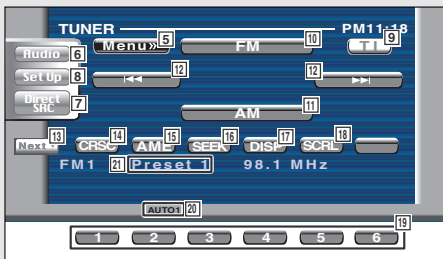 TUNER PM11:18
5 10 9
Menu» FM TI
Audio 6
12 12
Set Up 8
Direct SRC 7
11
AM
13 14 15 16 17 18
Next CRSC AME SEEK DISP SCRL
FM1 21 Preset 1 98.1 MHz
AUTO1 20
19
1 2 3 4 5 6